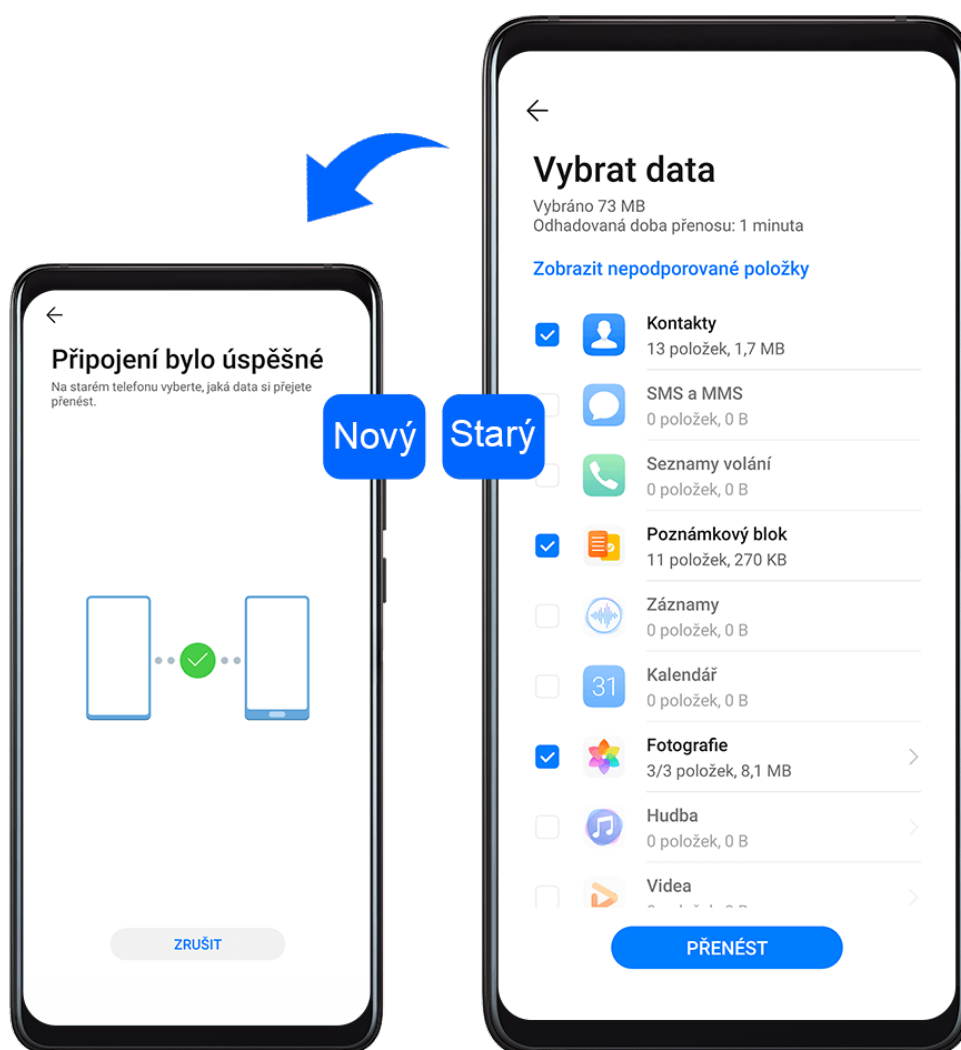 Připojení bylo úspěšné
Na starém telefonu vyberte, jaká data si přejete
přenést.
Nový
ZRUŠIT
Starý
Vybrat data
Vybráno 73 MB
Odhadovaná doba přenosu: 1 minuta
Zobrazit nepodporované položky
Kontakty
13 položek, 1,7 MB
SMS a MMS
0 položek, 0 B
Seznamy volání
0 položek, 0 B
Poznámkový blok
11 položek, 270 KB
Záznamy
0 položek, 0 B
31
Kalendář
0 položek, 0 B
Fotografie
3/3 položek, 8,1 MB
Hudba
0 položek, 0 B
Videa
PŘENÉST